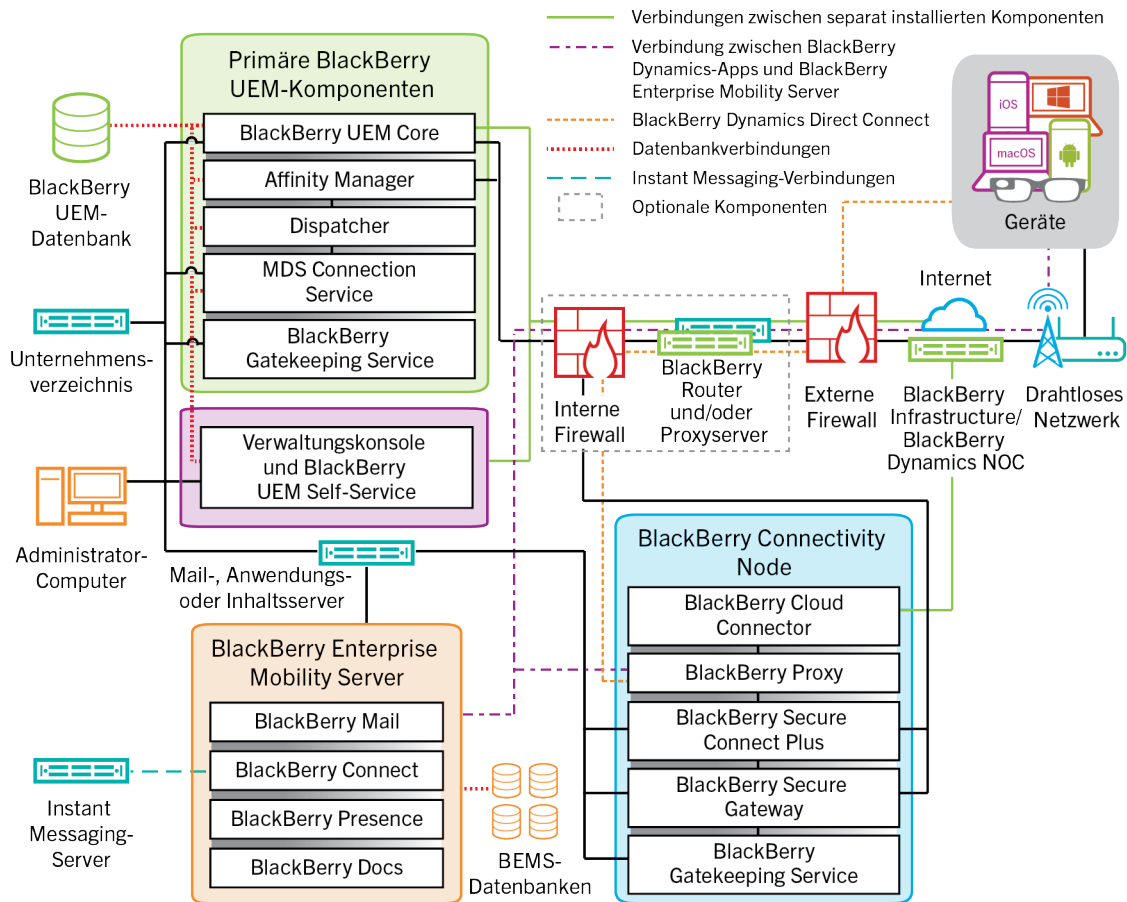 Verbindungen zwischen separat installierten Komponenten
Verbindung zwischen BlackBerry
Dynamics-Apps und BlackBerry
Enterprise Mobility Server
BlackBerry Dynamics Direct Connect
Datenbankverbindungen
Instant Messaging-Verbindungen
Optionale Komponenten
Primäre BlackBerry
UEM-Komponenten
BlackBerry UEM Core
Affinity Manager
Dispatcher
MDS Connection
Service
BlackBerry
Gatekeeping Service
BlackBerry
UEM-
Datenbank
Unternehmens-
verzeichnis
Verwaltungskonsole
und BlackBerry
UEM Self-Service
Administrator-
Computer
Mail-, Anwendungs-
oder Inhaltsserver
iOS
macOS
Geräte
Internet
Interne
Firewall
BlackBerry
Router
und/oder
Proxyserver
Externe
Firewall
BlackBerry
Infrastructure/
BlackBerry
Dynamics NOC
Drahtloses
Netzwerk
BlackBerry Connectivity
Node
BlackBerry Cloud
Connector
BlackBerry Proxy
BlackBerry Secure
Connect Plus
BlackBerry Secure
Gateway
BlackBerry
Gatekeeping Service
BlackBerry Enterprise
Mobility Server
BlackBerry Mail
BlackBerry Connect
BlackBerry Presence
BlackBerry Docs
Instant
Messaging-
Server
BEMS-
Datenbanken